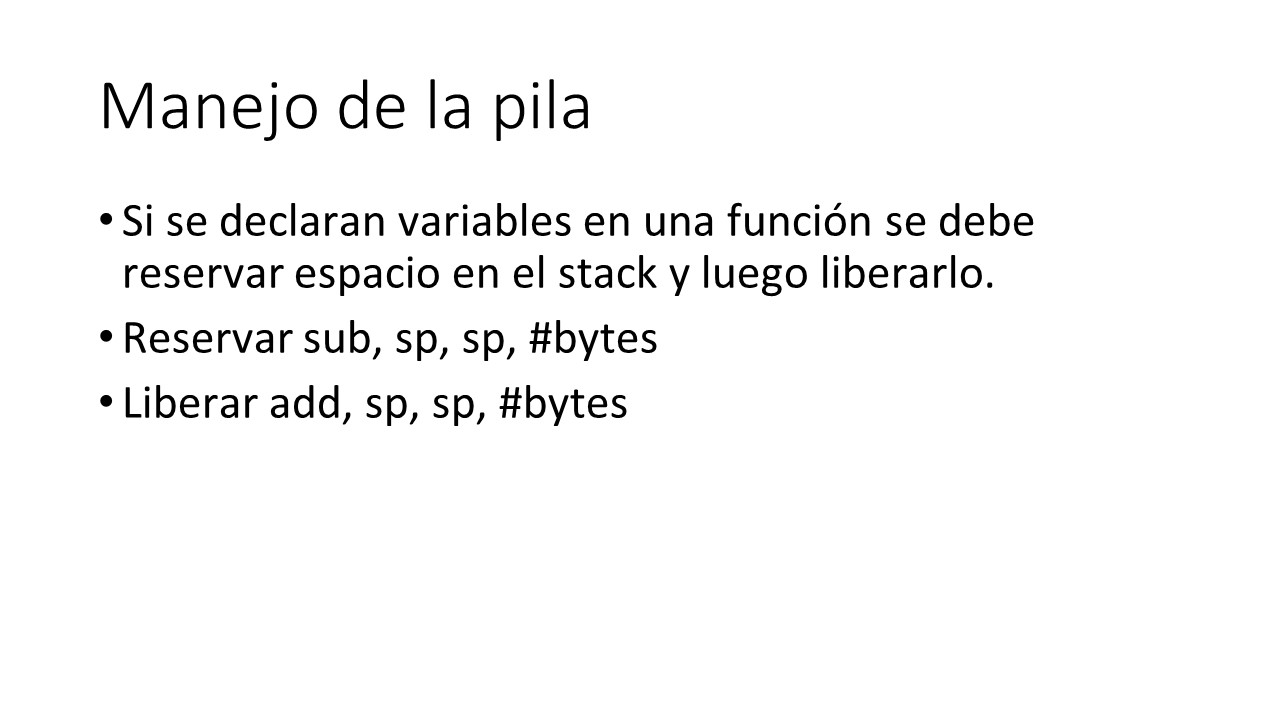 Manejo de la pila
• Si se declaran variables en una función se debe
reservar espacio en el stack y luego liberarlo.
• Reservar sub, sp, sp, #bytes
• Liberar add, sp, sp, #bytes